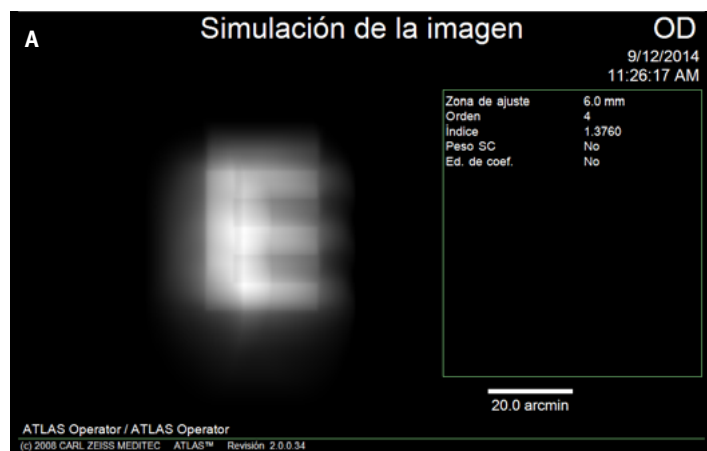 A
Simulación de la imagen
OD
9/12/2014
11:26:17 AM
Zona de ajuste 6.0 mm
Orden 4
Índice 1.3760
Peso SC No
Ed. de coef. No
E
20.0 arcmin
ATLAS Operator / ATLAS Operator
(c) 2008 CARL ZEISS MEDITEC ATLAS™ Revisión 2.0.0.34